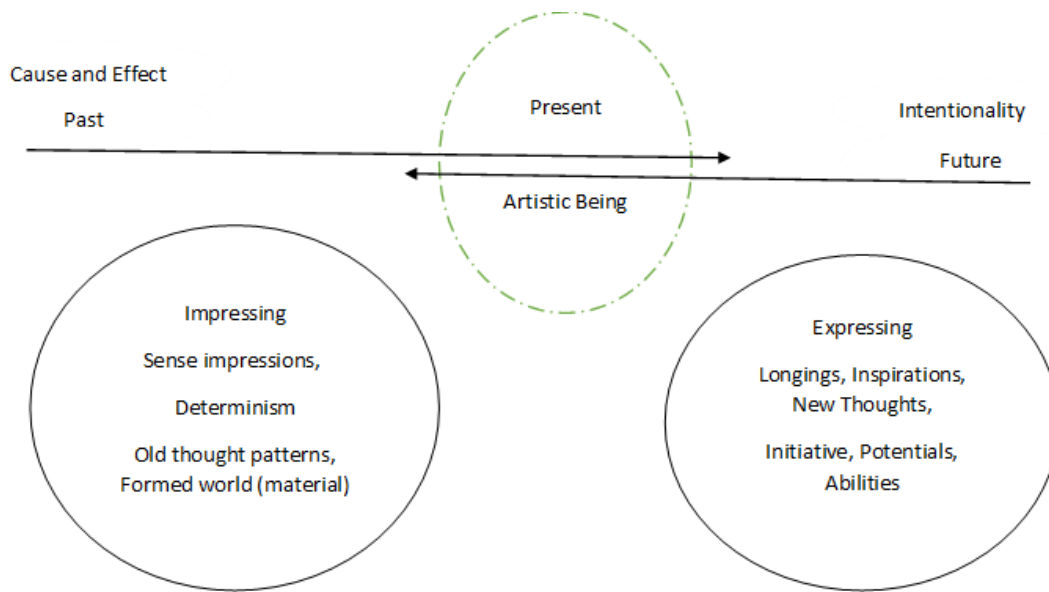 Cause and Effect
Past
Present
Intentionality
Future
Artistic Being
Impressing
Sense impressions,
Determinism
Old thought patterns,
Formed world (material)
Expressing
Longings, Inspirations,
New Thoughts,
Initiative, Potentials,
Abilities